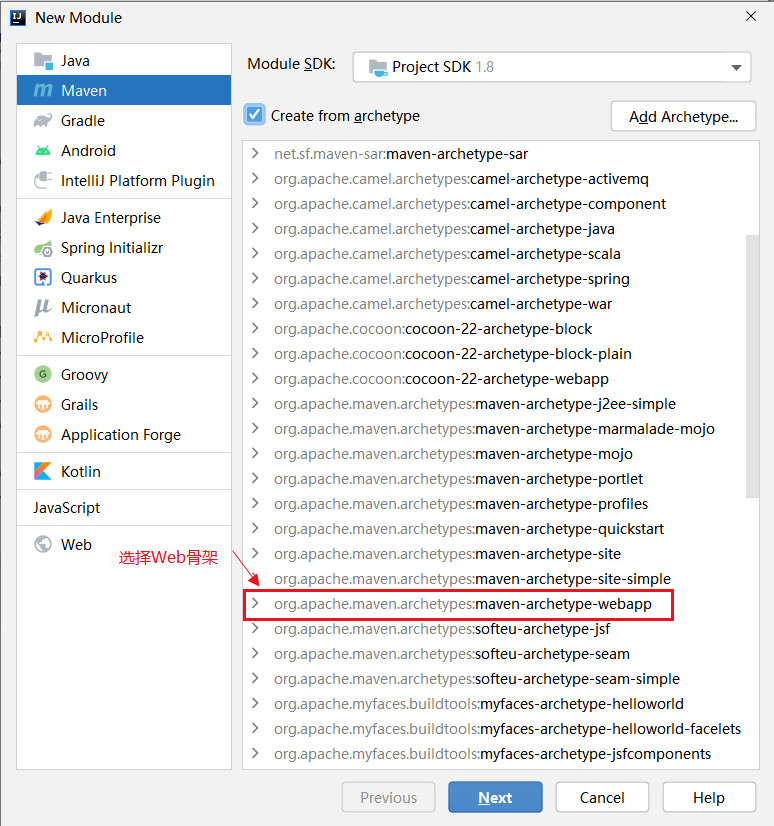 New Module
Java
Maven
Gradle
Android
IntelliJ Platform Plugin
Java Enterprise
Spring Initializr
Quarkus
Micronaut
MicroProfile
Groovy
Grails
Application Forge
Kotlin
JavaScript
Web
选择Web骨架
Module SDK:
Project SDK 1.8
Create from archetype
Add Archetype...
net.sf.maven-sar:maven-archetype-sar
org.apache.camel.archetypes:camel-archetype-activemq
org.apache.camel.archetypes:camel-archetype-component
org.apache.camel.archetypes:camel-archetype-java
org.apache.camel.archetypes:camel-archetype-scala
org.apache.camel.archetypes:camel-archetype-spring
org.apache.camel.archetypes:camel-archetype-war
org.apache.cocoon:cocoon-22-archetype-block
org.apache.cocoon:cocoon-22-archetype-block-plain
org.apache.cocoon:cocoon-22-archetype-webapp
org.apache.maven.archetypes:maven-archetype-j2ee-simple
org.apache.maven.archetypes:maven-archetype-marmalade-mojo
org.apache.maven.archetypes:maven-archetype-mojo
org.apache.maven.archetypes:maven-archetype-portlet
org.apache.maven.archetypes:maven-archetype-profiles
org.apache.maven.archetypes:maven-archetype-quickstart
org.apache.maven.archetypes:maven-archetype-site
org.apache.maven.archetypes:maven-archetype-site-simple
org.apache.maven.archetypes:maven-archetype-webapp
org.apache.maven.archetypes:softeu-archetype-jsf
org.apache.maven.archetypes:softeu-archetype-seam
org.apache.maven.archetypes:softeu-archetype-seam-simple
org.apache.myfaces.buildtools:myfaces-archetype-helloworld
org.apache.myfaces.buildtools:myfaces-archetype-helloworld-facelets
org.apache.myfaces.buildtools:myfaces-archetype-jsfcomponents
Previous
Next
Cancel
Help